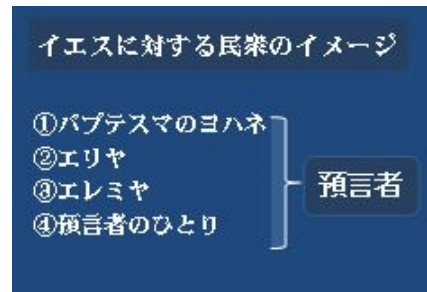 イエスに対する民衆のイメージ
①バプテスマのヨハネ
②エリヤ
③エレミヤ
④預言者のひとり
預言者